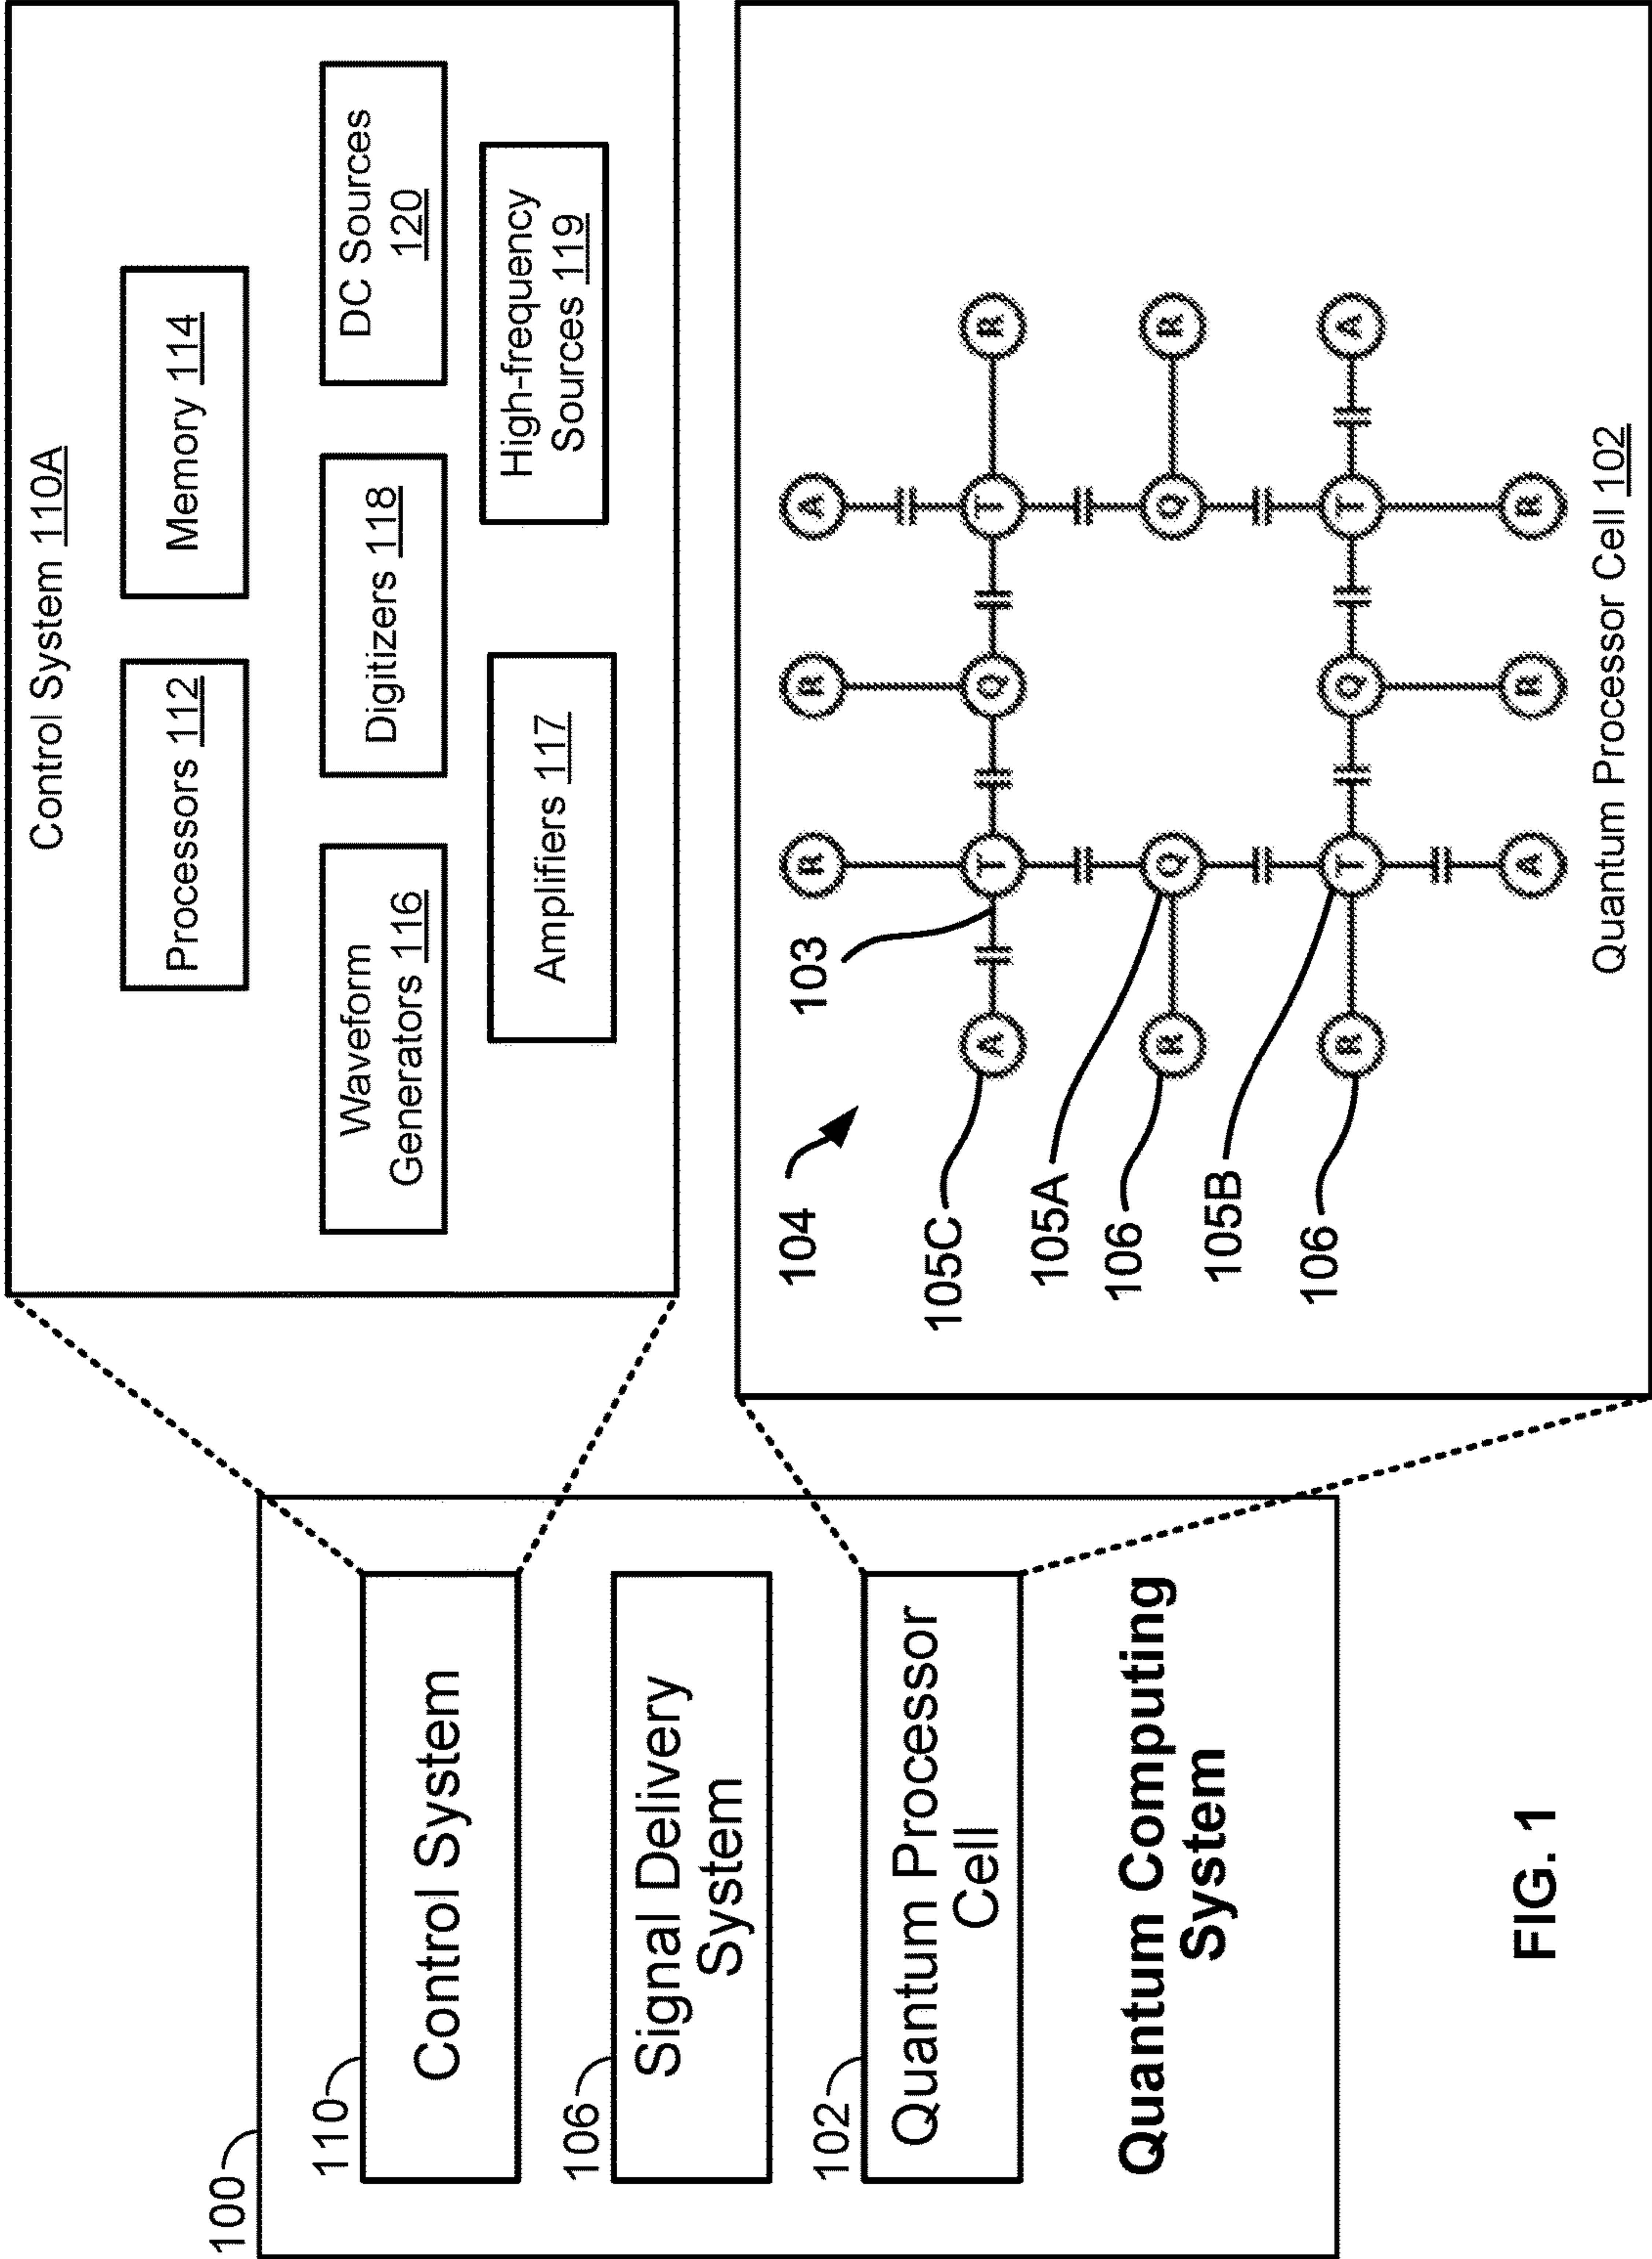 100
110
Control System
106
Signal Delivery
System
102
Quantum Processor
Cell
Quantum Computing
System
Control System 110A
Processors 112
Memory 114
Waveform
Generators 116
Digitizers 118
DC Sources
120
Amplifiers 117
High-frequency
Sources 119
104
103
R R A
105C
A T Q T R
105A
106
R Q Q R
105B
106
R T Q T A
A R R
Quantum Processor Cell 102
FIG. 1